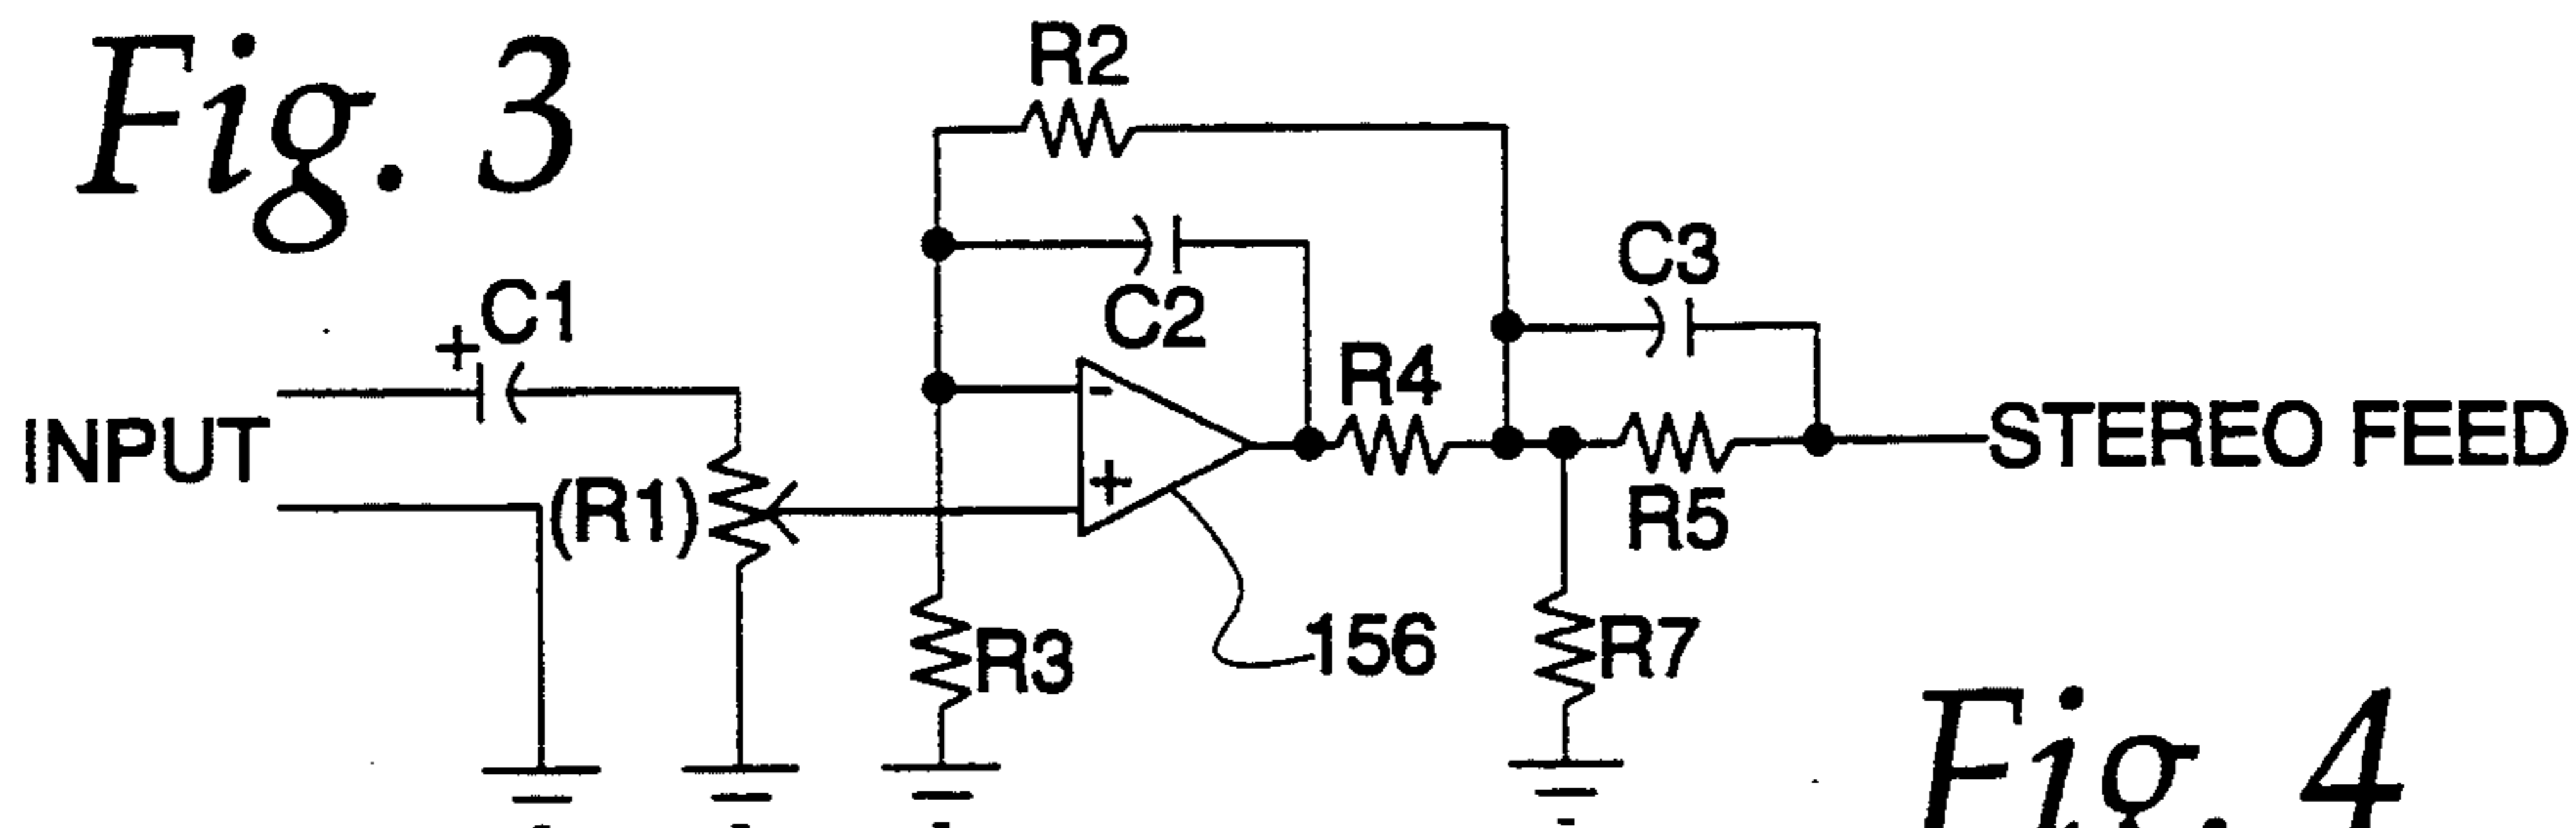 Fig. 3
R2
C3
C2
+ C1
R4
INPUT
-
+
STEREO FEED
(R1)
R5
R3
156
R7
Fig. 4